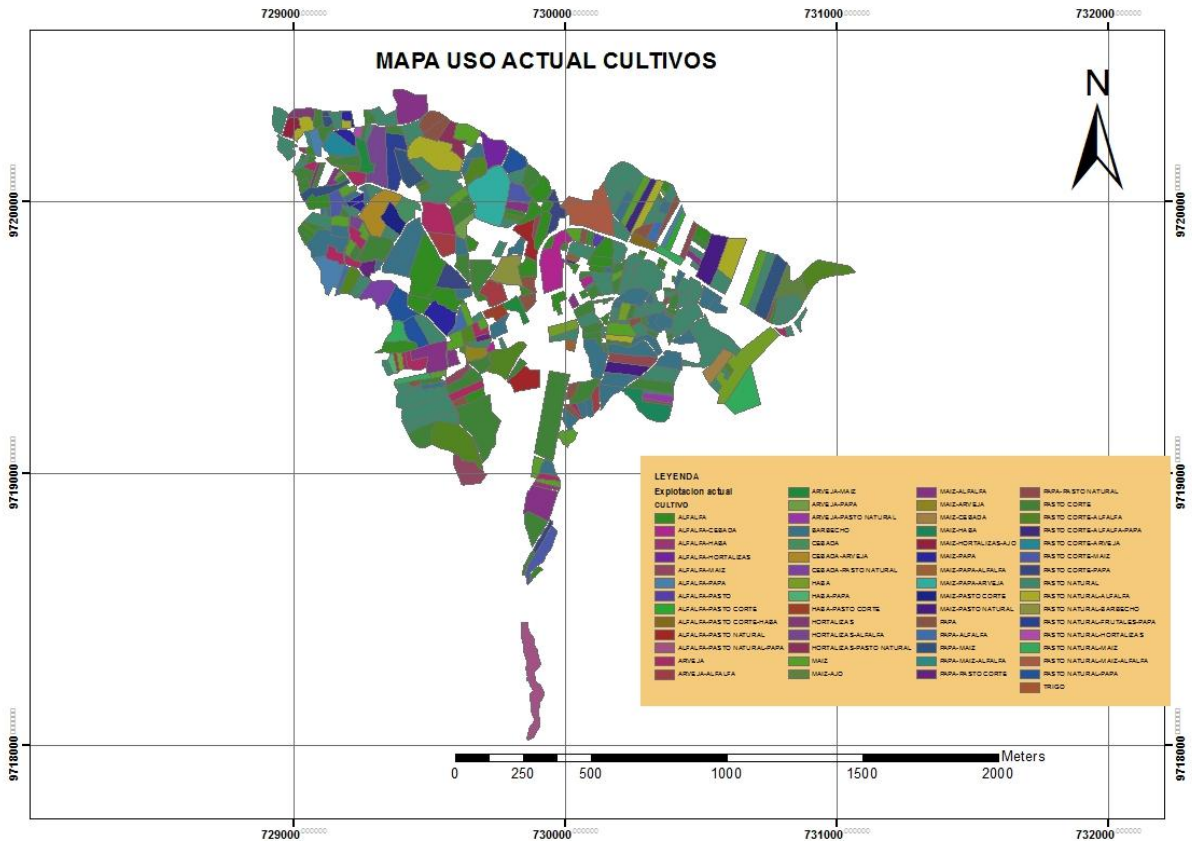 729000 730000 731000 732000
MAPA USO ACTUAL CULTIVOS
N
9720000 9720000
9719000 9719000
9718000 9718000
LEYENDA
Explotacion actual
CULTIVO
ALFALFA
ALFALFA-CEBADA
ALFALFA-HABA
ALFALFA-HORTALIZAS
ALFALFA-MAIZ
ALFALFA-PAPA
ALFALFA-PASTO
ALFALFA-PASTO CORTE
ALFALFA-PASTO CORTE-HABA
ALFALFA-PASTO NATURAL
ALFALFA-PASTO NATURAL-PAPA
ARVEJA
ARVEJA-ALFALFA
ARVEJA-MAIZ
ARVEJA-PAPA
ARVEJA-PASTO NATURAL
BARBECHO
CEBADA
CEBADA-ARVEJA
CEBADA-PASTO NATURAL
HABA
HABA-PAPA
HABA-PASTO CORTE
HORTALIZAS
HORTALIZAS-ALFALFA
HORTALIZAS-PASTO NATURAL
MAIZ
MAIZ-AJO
MAIZ-ALFALFA
MAIZ-ARVEJA
MAIZ-CEBADA
MAIZ-HABA
MAIZ-HORTALIZAS-AJO
MAIZ-PAPA
MAIZ-PAPA-ALFALFA
MAIZ-PAPA-ARVEJA
MAIZ-PASTO CORTE
MAIZ-PASTO NATURAL
PAPA
PAPA-ALFALFA
PAPA-MAIZ
PAPA-MAIZ-ALFALFA
PAPA-PASTO CORTE
PAPA-PASTO NATURAL
PASTO CORTE
PASTO CORTE-ALFALFA
PASTO CORTE-ALFALFA-PAPA
PASTO CORTE-ARVEJA
PASTO CORTE-MAIZ
PASTO CORTE-PAPA
PASTO NATURAL
PASTO NATURAL-ALFALFA
PASTO NATURAL-BARBECHO
PASTO NATURAL-FRUTALES-PAPA
PASTO NATURAL-HORTALIZAS
PASTO NATURAL-MAIZ
PASTO NATURAL-MAIZ-ALFALFA
PASTO NATURAL-PAPA
TRIGO
Meters
0 250 500 1000 1500 2000
729000 730000 731000 732000